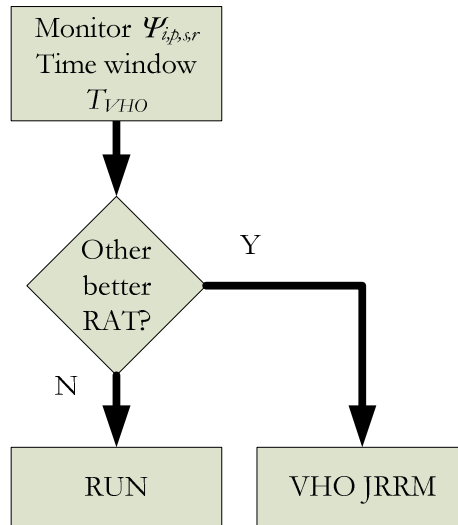 Monitor Ψi,p,s,r
Time window
TVHO
Other
better
RAT?
Y
N
RUN
VHO JRRM